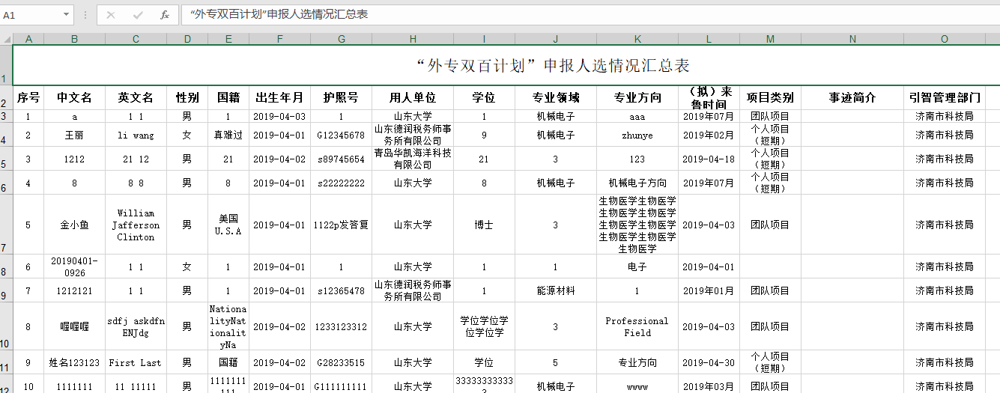 A1 fx “外专双百计划”申报人选情况汇总表
A B C D E F G H I J K L M N O
1 “外专双百计划”申报人选情况汇总表
2 序号 中文名 英文名 性别 国籍 出生年月 护照号 用人单位 学位 专业领域 专业方向 （拟）来鲁时间 项目类别 事迹简介 引智管理部门
3 1 a 1 1 男 1 2019-04-03 1 山东大学 1 机械电子 aaa 2019年07月 团队项目 济南市科技局
4 2 王丽 li wang 女 真难过 2019-04-01 G12345678 山东德润税务师事务所有限公司 9 机械电子 zhunye 2019年02月 个人项目（短期） 济南市科技局
5 3 1212 21 12 男 21 2019-04-02 s89745654 青岛华凯海洋科技有限公司 21 3 123 2019-04-18 个人项目（短期） 济南市科技局
6 4 8 8 8 男 8 2019-04-01 s22222222 山东大学 8 机械电子 机械电子方向 2019年07月 个人项目（短期） 济南市科技局
7 5 金小鱼 William Jafferson Clinton 男 美国U.S.A 2019-04-01 1122p发答复 山东大学 博士 3 生物医学生物医学生物医学生物医学生物医学生物医学生物医学生物医学生物医学 2019-04-03 团队项目 济南市科技局
8 6 20190401-0926 1 1 女 1 2019-04-01 1 山东大学 1 1 电子 2019-04-01 济南市科技局
9 7 1212121 1 1 男 1 2019-04-01 s12365478 山东德润税务师事务所有限公司 1 能源材料 1 2019年01月 团队项目 济南市科技局
10 8 喔喔喔 sdfj askdfn ENJdg 男 NationalityNationalityNa 2019-04-02 1233123312 山东大学 学位学位学位学位学 3 Professional Field 2019-04-03 团队项目 济南市科技局
11 9 姓名123123 First Last 男 国籍 2019-04-02 G28233515 山东大学 学位 5 专业方向 2019-04-30 个人项目（短期） 济南市科技局
12 10 1111111 11 11111 男 1111111111 2019-04-01 G111111111 山东大学 333333333333 机械电子 wwww 2019年03月 团队项目 济南市科技局